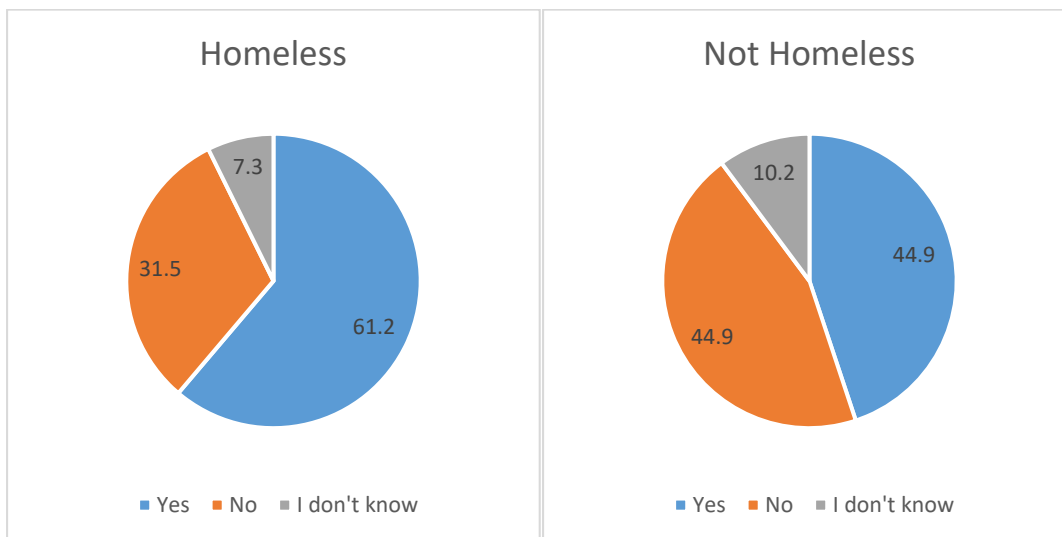 Homeless
7.3
31.5
61.2
Yes No I don't know
Not Homeless
10.2
44.9
44.9
Yes No I don't know